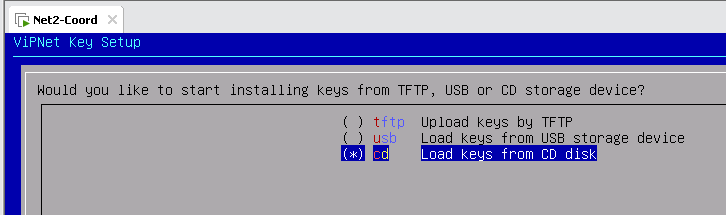 Net2-Coord
ViPNet Key Setup
Would you like to start installing keys from TFTP, USB or CD storage device?
( ) tftp Upload keys by TFTP
( ) usb Load keys from USB storage device
(*) cd Load keys from CD disk